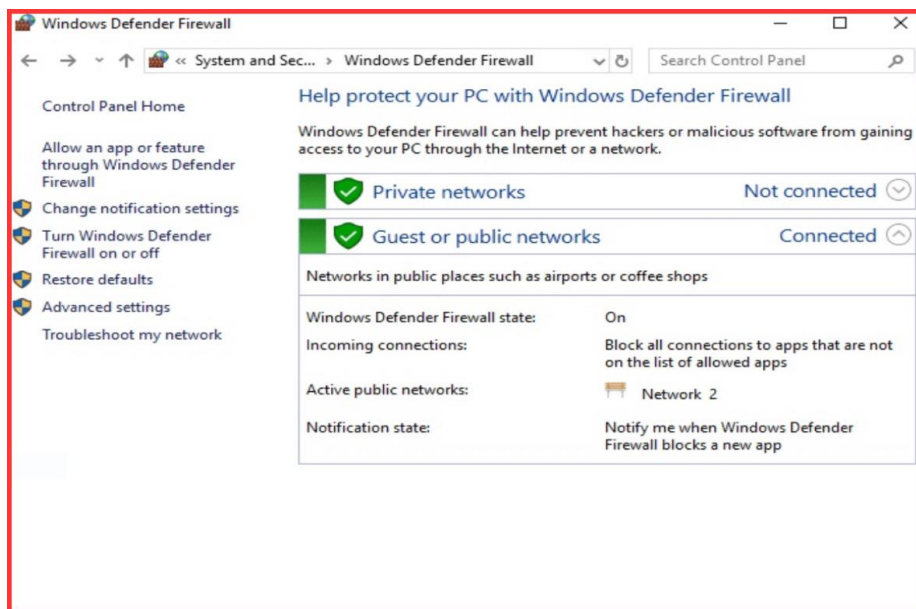 Windows Defender Firewall
« System and Sec... › Windows Defender Firewall
Search Control Panel
Control Panel Home
Allow an app or feature
through Windows Defender
Firewall
Change notification settings
Turn Windows Defender
Firewall on or off
Restore defaults
Advanced settings
Troubleshoot my network
Help protect your PC with Windows Defender Firewall
Windows Defender Firewall can help prevent hackers or malicious software from gaining
access to your PC through the Internet or a network.
Private networks Not connected
Guest or public networks Connected
Networks in public places such as airports or coffee shops
Windows Defender Firewall state: On
Incoming connections: Block all connections to apps that are not
on the list of allowed apps
Active public networks: Network 2
Notification state: Notify me when Windows Defender
Firewall blocks a new app